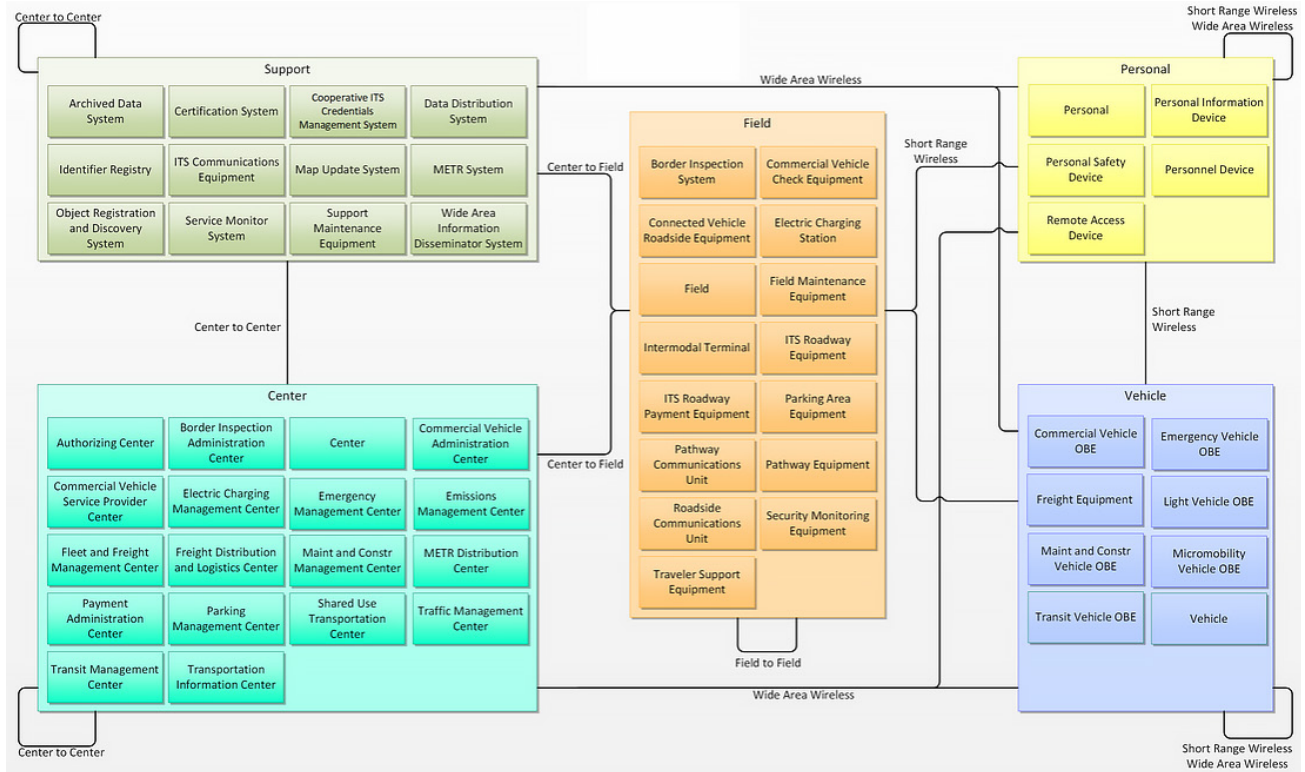 Center to Center
Short Range Wireless
Wide Area Wireless
Support
Archived Data
System
Certification System
Cooperative ITS
Credentials
Management System
Data Distribution
System
Identifier Registry
ITS Communications
Equipment
Map Update System
METR System
Object Registration
and Discovery
System
Service Monitor
System
Support
Maintenance
Equipment
Wide Area
Information
Disseminator System
Wide Area Wireless
Personal
Personal
Personal Information
Device
Personal Safety
Device
Personnel Device
Remote Access
Device
Field
Border Inspection
System
Commercial Vehicle
Check Equipment
Connected Vehicle
Roadside Equipment
Electric Charging
Station
Field
Field Maintenance
Equipment
Intermodal Terminal
ITS Roadway
Equipment
ITS Roadway
Payment Equipment
Parking Area
Equipment
Pathway
Communications
Unit
Pathway Equipment
Roadside
Communications
Unit
Security Monitoring
Equipment
Traveler Support
Equipment
Center to Field
Short Range
Wireless
Center to Center
Short Range
Wireless
Center
Authorizing Center
Border Inspection
Administration
Center
Center
Commercial Vehicle
Administration
Center
Commercial Vehicle
Service Provider
Center
Electric Charging
Management Center
Emergency
Management Center
Emissions
Management Center
Fleet and Freight
Management Center
Freight Distribution
and Logistics Center
Maint and Constr
Management Center
METR Distribution
Center
Payment
Administration
Center
Parking
Management Center
Shared Use
Transportation
Center
Traffic Management
Center
Transit Management
Center
Transportation
Information Center
Center to Field
Vehicle
Commercial Vehicle
OBE
Emergency Vehicle
OBE
Freight Equipment
Light Vehicle OBE
Maint and Constr
Vehicle OBE
Micromobility
Vehicle OBE
Transit Vehicle OBE
Vehicle
Field to Field
Wide Area Wireless
Center to Center
Short Range Wireless
Wide Area Wireless